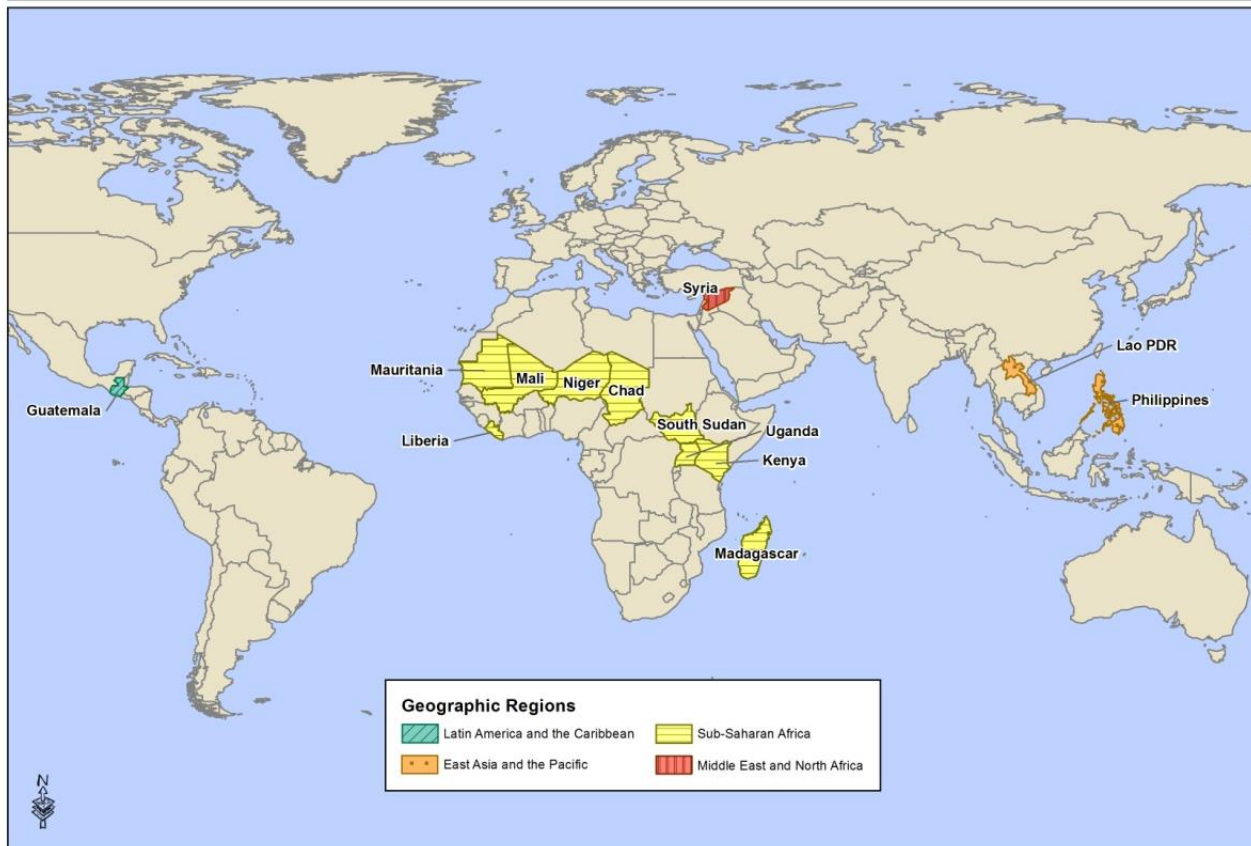 Syria
Lao PDR
Mauritania
Mali
Niger
Chad
Philippines
Guatemala
South Sudan
Uganda
Liberia
Kenya
Madagascar
Geographic Regions
Latin America and the Caribbean
Sub-Saharan Africa
East Asia and the Pacific
Middle East and North Africa
N